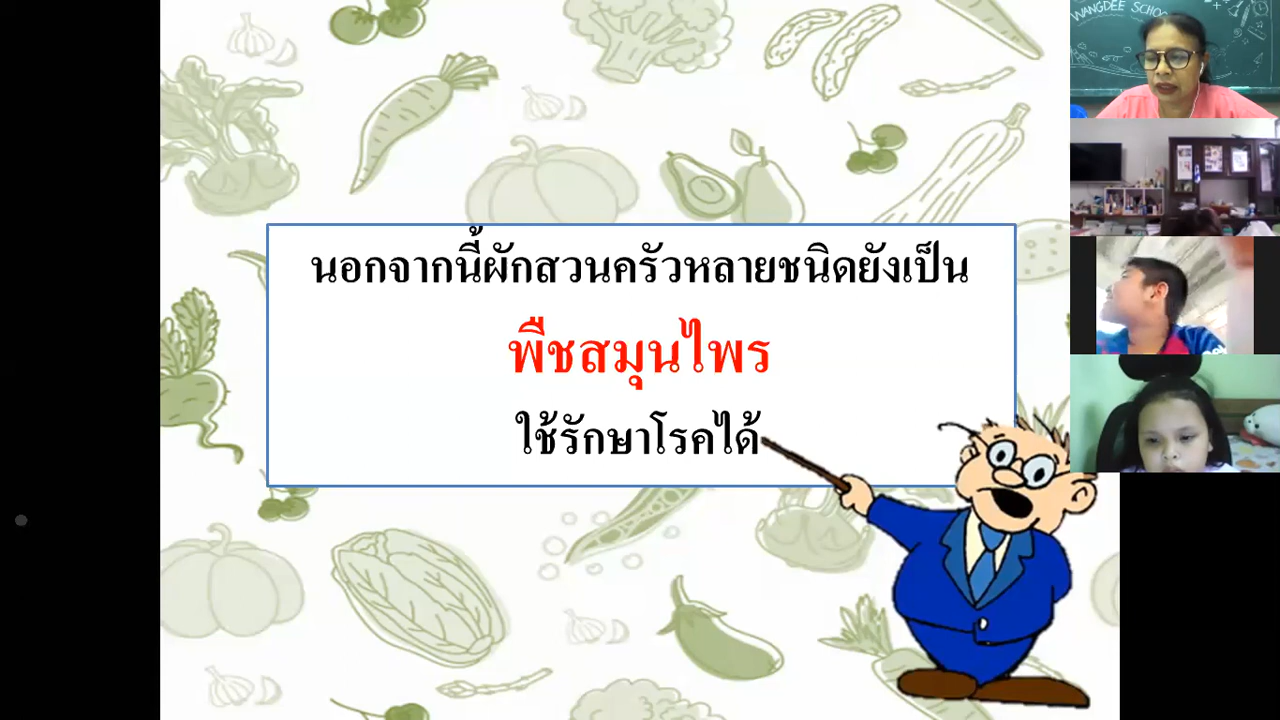 นอกจากนี้ผักสวนครัวหลายชนิดยังเป็น
พืชสมุนไพร
ใช้รักษาโรคได้
WANGDEE SCHOO